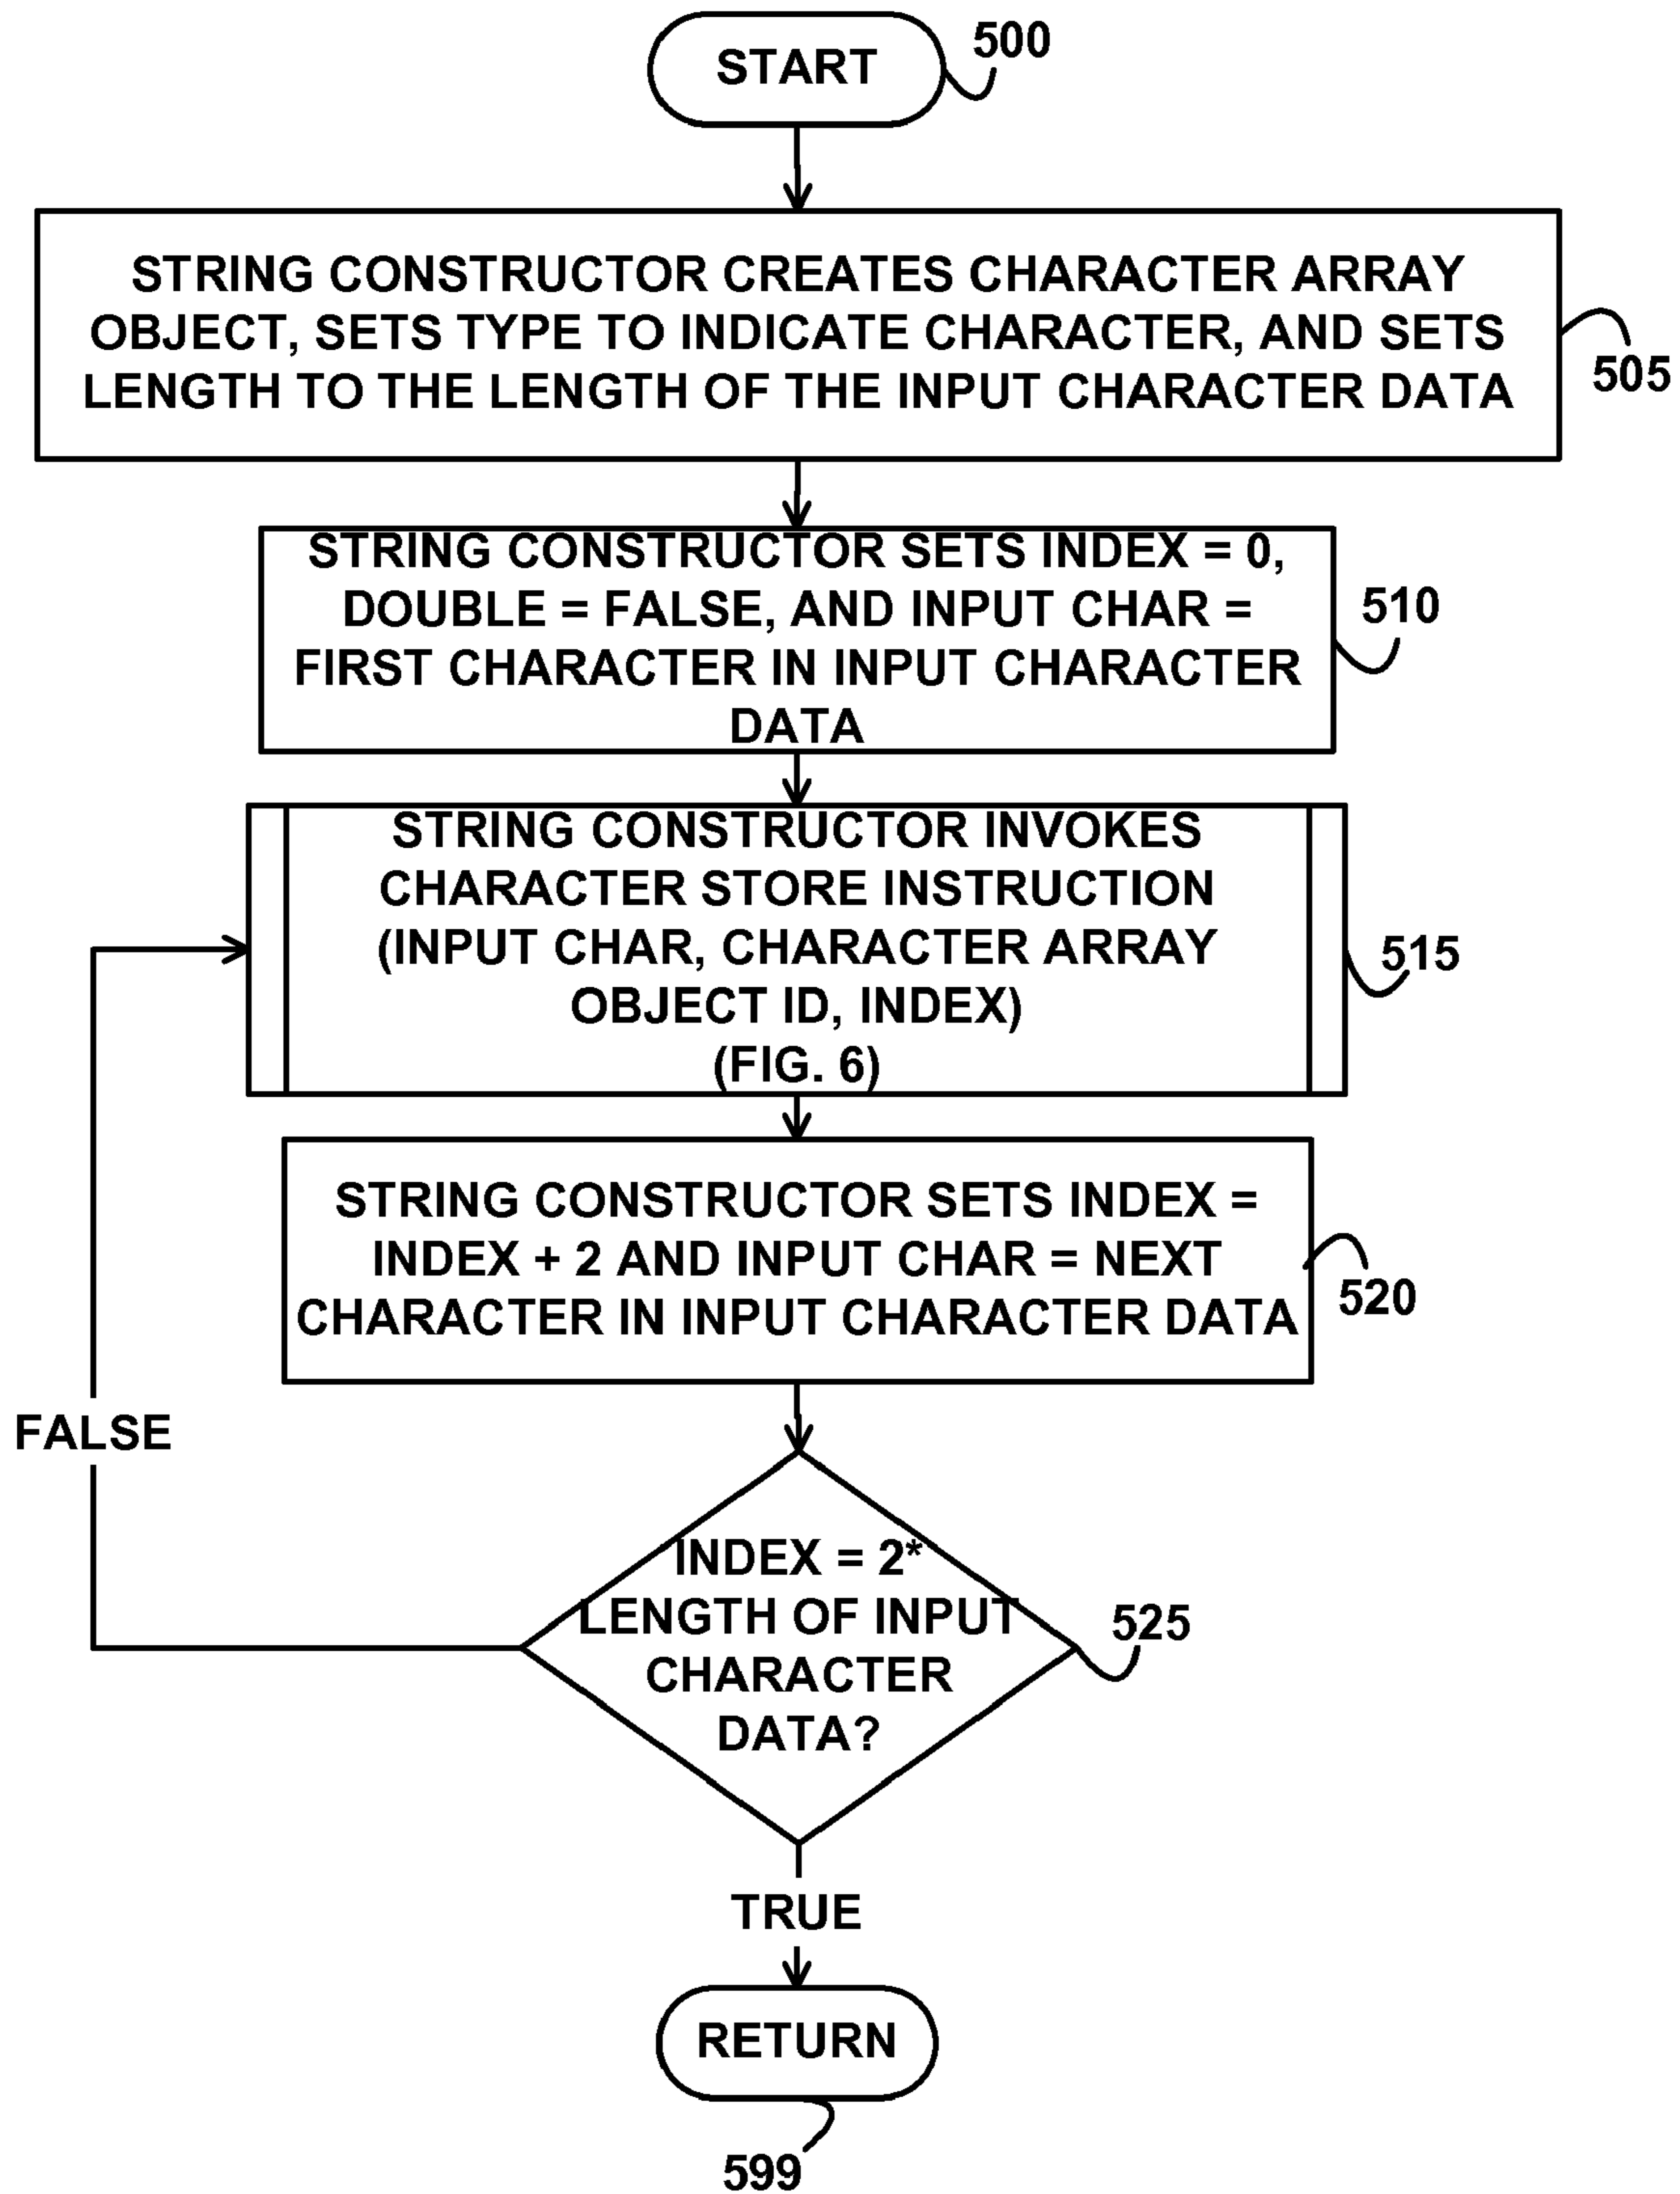 START
500
STRING CONSTRUCTOR CREATES CHARACTER ARRAY
OBJECT, SETS TYPE TO INDICATE CHARACTER, AND SETS
LENGTH TO THE LENGTH OF THE INPUT CHARACTER DATA
505
STRING CONSTRUCTOR SETS INDEX = 0,
DOUBLE = FALSE, AND INPUT CHAR =
FIRST CHARACTER IN INPUT CHARACTER
DATA
510
STRING CONSTRUCTOR INVOKES
CHARACTER STORE INSTRUCTION
(INPUT CHAR, CHARACTER ARRAY
OBJECT ID, INDEX)
(FIG. 6)
515
STRING CONSTRUCTOR SETS INDEX =
INDEX + 2 AND INPUT CHAR = NEXT
CHARACTER IN INPUT CHARACTER DATA
520
FALSE
INDEX = 2*
LENGTH OF INPUT
CHARACTER
DATA?
525
TRUE
RETURN
599